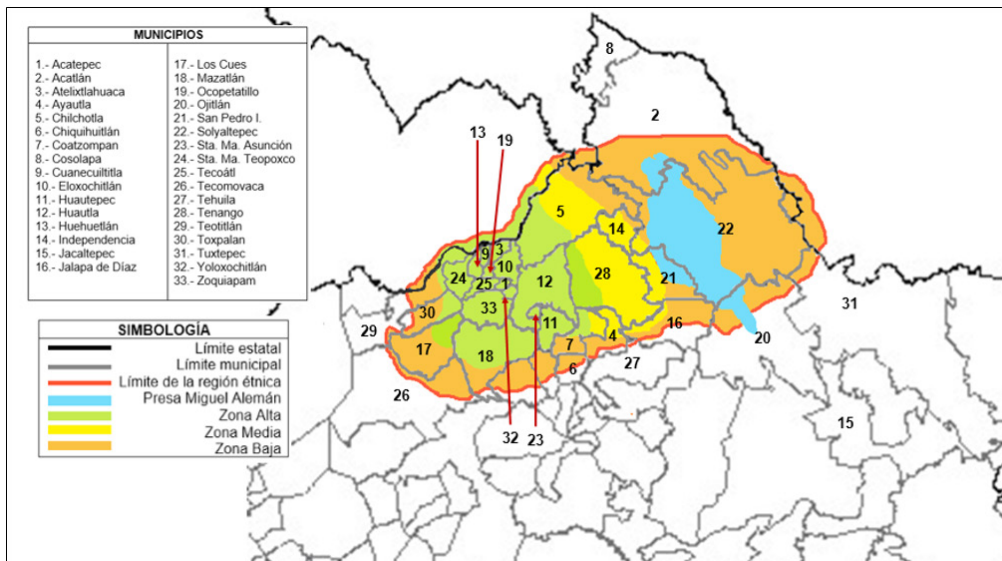 MUNICIPIOS
1.- Acatepec
2.- Acatlán
3.- Atelixtlahuaca
4.- Ayautla
5.- Chilchotla
6.- Chiquihuitlán
7.- Coatzompan
8.- Cosolapa
9.- Cuanecuiltitla
10.- Eloxochitlán
11.- Huautepec
12.- Huautla
13.- Huehuetlán
14.- Independencia
15.- Jacaltepec
16.- Jalapa de Díaz
17.- Los Cues
18.- Mazatlán
19.- Ocopetatillo
20.- Ojitlán
21.- San Pedro I.
22.- Solyaltepec
23.- Sta. Ma. Asunción
24.- Sta. Ma. Teopoxco
25.- Tecoátl
26.- Tecomovaca
27.- Tehuila
28.- Tenango
29.- Teotitlán
30.- Toxpalan
31.- Tuxtepec
32.- Yoloxochitlán
33.- Zoquiapam
SIMBOLOGÍA
Límite estatal
Límite municipal
Límite de la región étnica
Presa Miguel Alemán
Zona Alta
Zona Media
Zona Baja
8
2
13
19
5
14
22
9
3
10
24
25
1
12
28
21
30
33
11
16
31
29
17
18
7
4
20
6
27
26
15
32
23